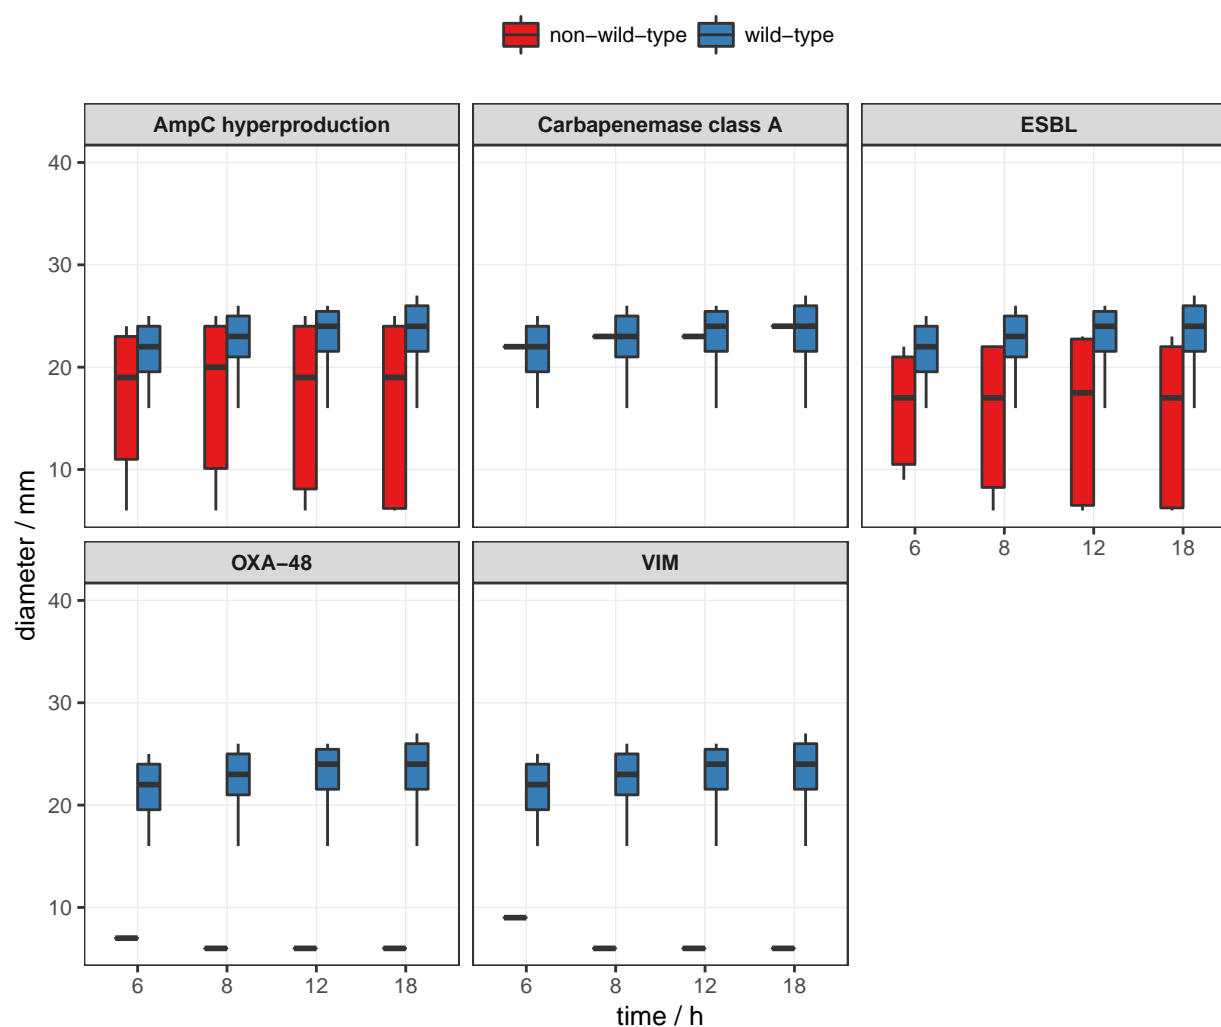 non−wild−type wild−type
AmpC hyperproduction Carbapenemase class A ESBL
40
30
20
10
6 8 12 18
OXA−48 VIM
40
30
20
10
6 8 12 18 6 8 12 18
diameter / mm
time / h